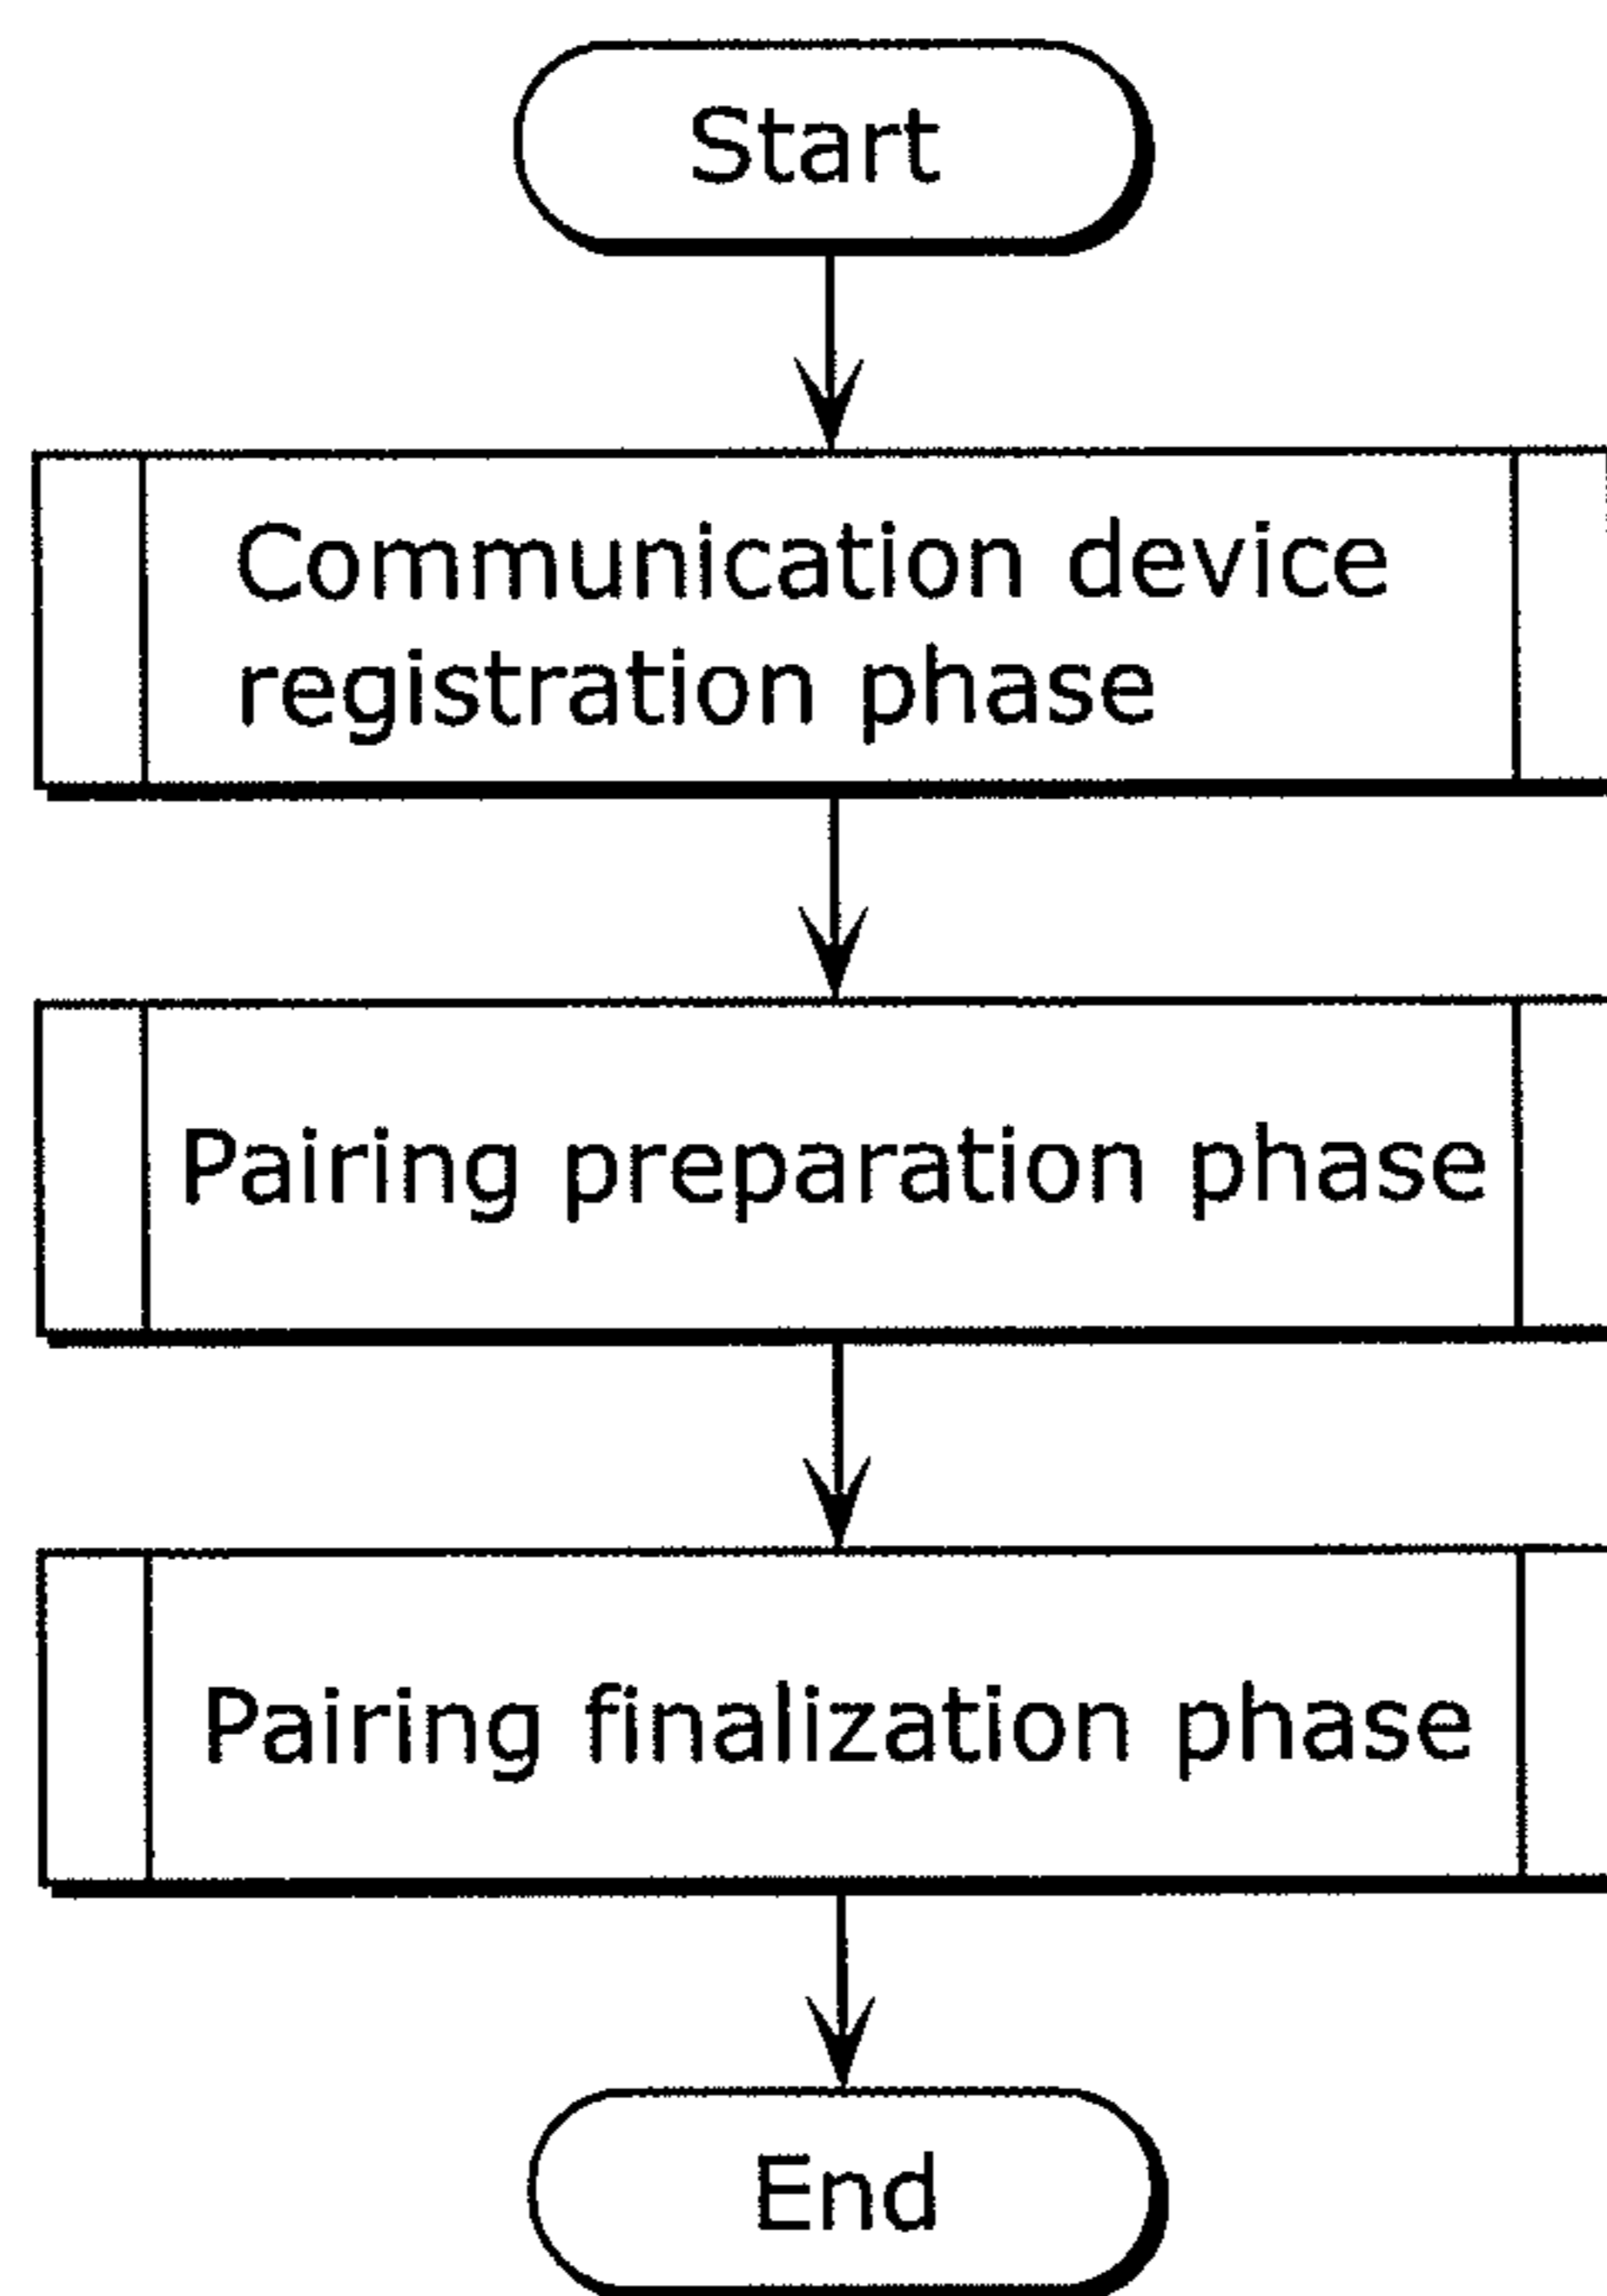 Start
Communication device
registration phase
Pairing preparation phase
Pairing finalization phase
End